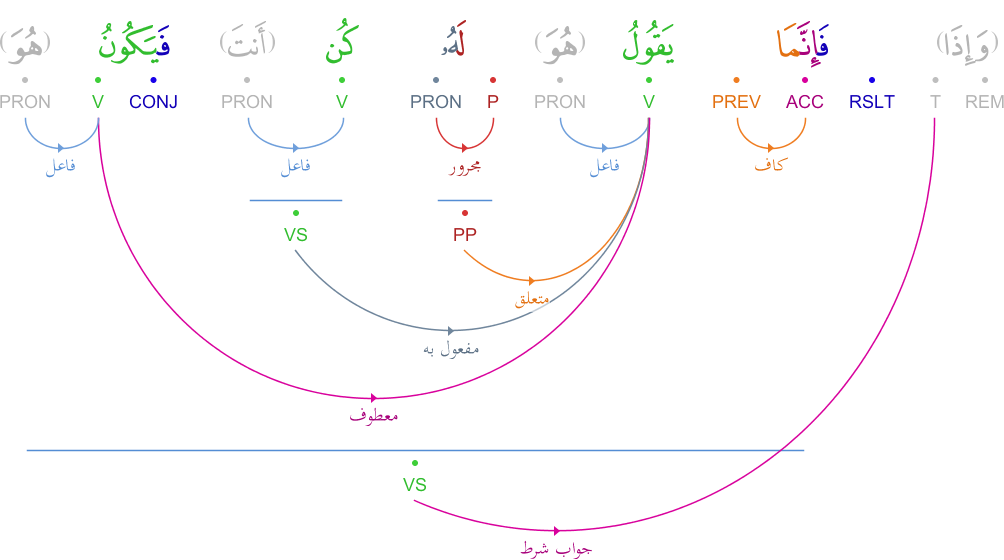 (وَإِذَا) فَإِنَّمَا يَقُولُ (هُوَ) لَهُۥ كُن (أَنتَ) فَيَكُونُ (هُوَ)
PRON V CONJ PRON V PRON P PRON V PREV ACC RSLT T REM
فاعل فاعل مجرور فاعل كاف
VS PP
متعلق
مفعول به
معطوف
VS
جواب شرط